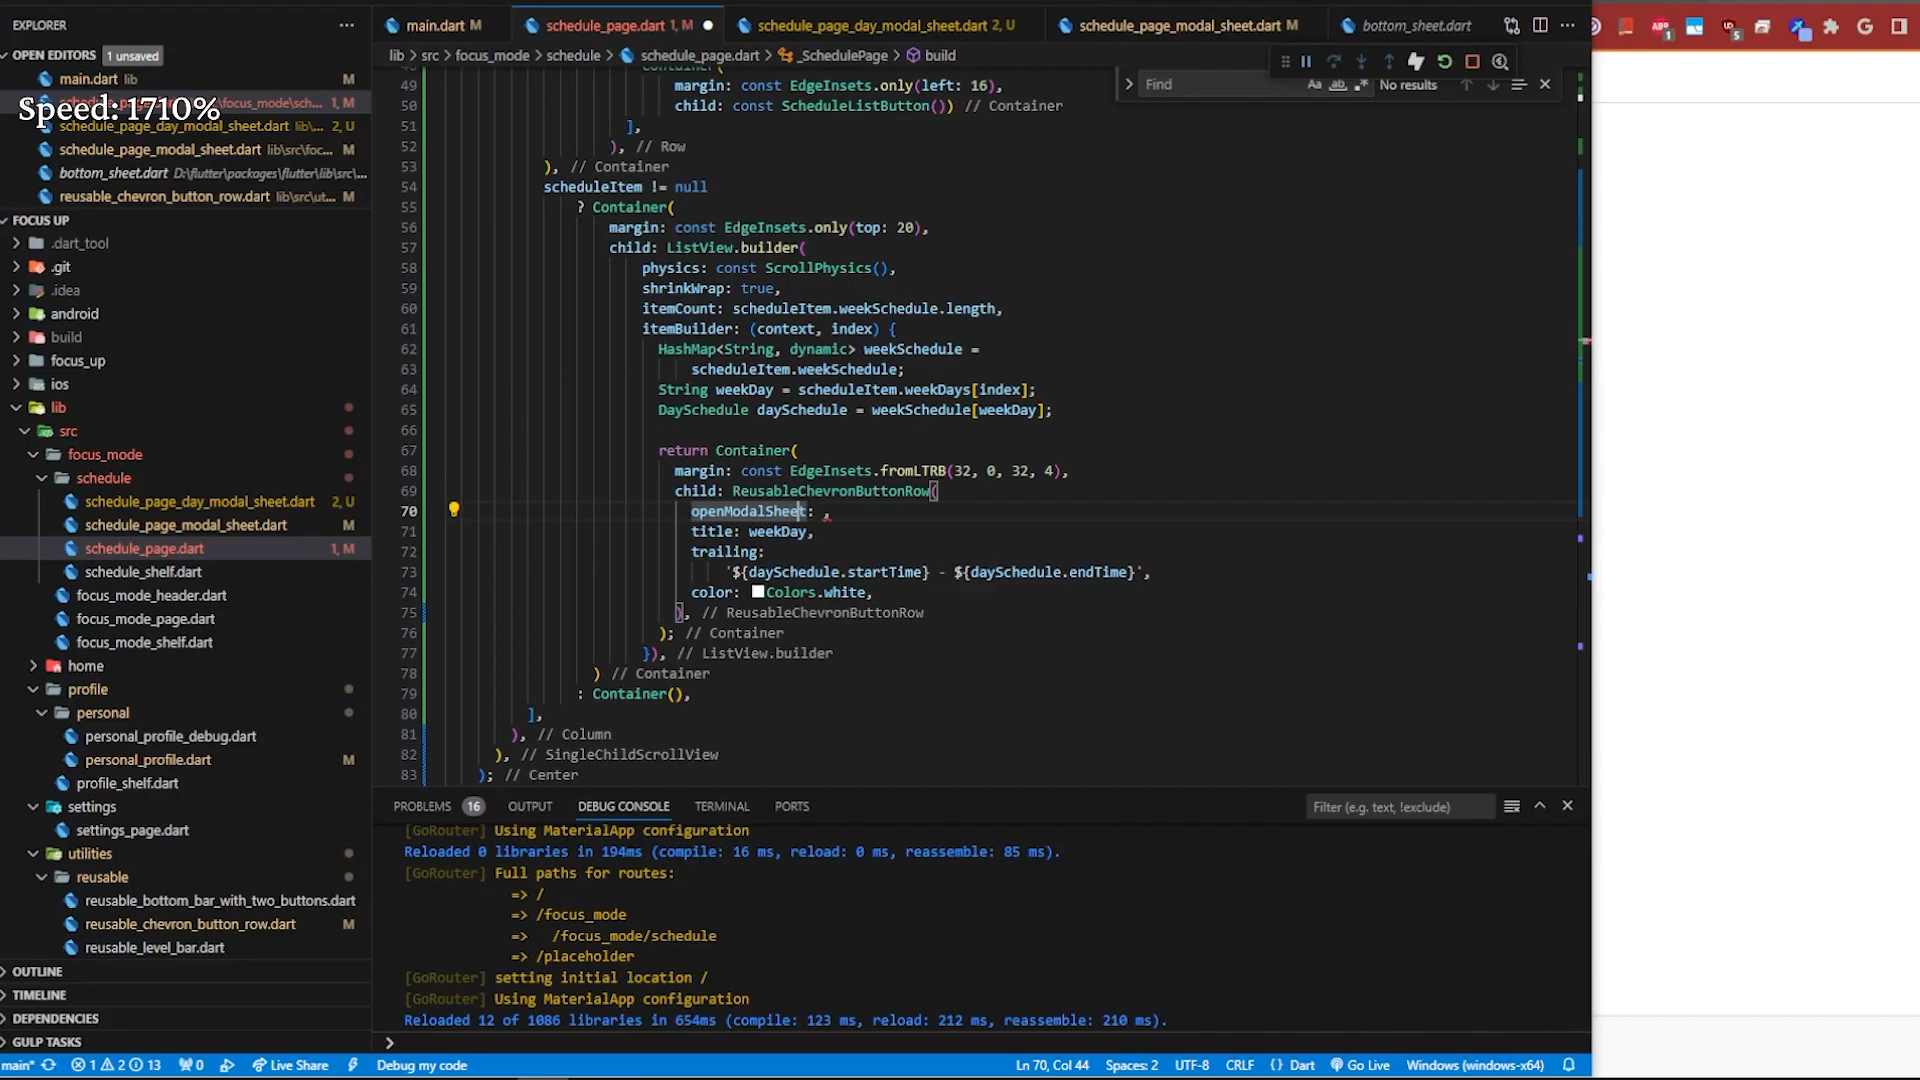 EXPLORER
OPEN EDITORS 1 unsaved
main.dart lib M
1, M
Speed: 1710%
schedule_page_day_modal_sheet.dart lib\... 2, U
schedule_page_modal_sheet.dart lib\src\foc... M
bottom_sheet.dart D:\flutter\packages\flutter\lib\src\...
reusable_chevron_button_row.dart lib\src\ut... M
FOCUS UP
.dart_tool
.git
.idea
android
build
focus_up
ios
lib
src
focus_mode
schedule
schedule_page_day_modal_sheet.dart 2, U
schedule_page_modal_sheet.dart M
schedule_page.dart 1, M
schedule_shelf.dart
focus_mode_header.dart
focus_mode_page.dart
focus_mode_shelf.dart
home
profile
personal
personal_profile_debug.dart
personal_profile.dart M
profile_shelf.dart
settings
settings_page.dart
utilities
reusable
reusable_bottom_bar_with_two_buttons.dart
reusable_chevron_button_row.dart M
reusable_level_bar.dart
OUTLINE
TIMELINE
DEPENDENCIES
GULP TASKS
main.dart M
schedule_page.dart 1, M
schedule_page_day_modal_sheet.dart 2, U
schedule_page_modal_sheet.dart M
bottom_sheet.dart
lib > src > focus_mode > schedule > schedule_page.dart > _SchedulePage > build
Find Aa ab .* No results
49 margin: const EdgeInsets.only(left: 16),
50 child: const ScheduleListButton()) // Container
51 ],
52 ), // Row
53 ), // Container
54 scheduleItem != null
55 ? Container(
56 margin: const EdgeInsets.only(top: 20),
57 child: ListView.builder(
58 physics: const ScrollPhysics(),
59 shrinkWrap: true,
60 itemCount: scheduleItem.weekSchedule.length,
61 itemBuilder: (context, index) {
62 HashMap<String, dynamic> weekSchedule =
63 scheduleItem.weekSchedule;
64 String weekDay = scheduleItem.weekDays[index];
65 DaySchedule daySchedule = weekSchedule[weekDay];
66
67 return Container(
68 margin: const EdgeInsets.fromLTRB(32, 0, 32, 4),
69 child: ReusableChevronButtonRow(
70 openModalSheet: ,
71 title: weekDay,
72 trailing:
73 '${daySchedule.startTime} - ${daySchedule.endTime}',
74 color: Colors.white,
75 ), // ReusableChevronButtonRow
76 ); // Container
77 }), // ListView.builder
78 ) // Container
79 : Container(),
80 ],
81 ), // Column
82 ), // SingleChildScrollView
83 ); // Center
PROBLEMS 16 OUTPUT DEBUG CONSOLE TERMINAL PORTS Filter (e.g. text, !exclude)
[GoRouter] Using MaterialApp configuration
Reloaded 0 libraries in 194ms (compile: 16 ms, reload: 0 ms, reassemble: 85 ms).
[GoRouter] Full paths for routes:
=> /
=> /focus_mode
=> /focus_mode/schedule
=> /placeholder
[GoRouter] setting initial location /
[GoRouter] Using MaterialApp configuration
Reloaded 12 of 1086 libraries in 654ms (compile: 123 ms, reload: 212 ms, reassemble: 210 ms).
>
main* 1 2 13 0 Live Share Debug my code Ln 70, Col 44 Spaces: 2 UTF-8 CRLF {} Dart Go Live Windows (windows-x64)